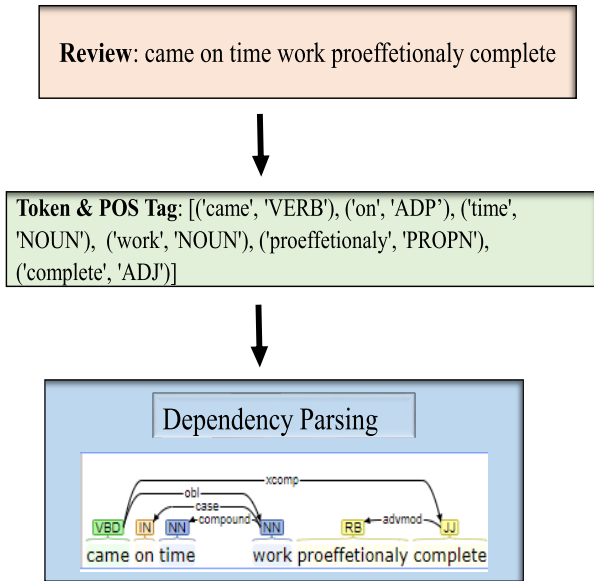 Review: came on time work proeffetionaly complete
Token & POS Tag: [('came', 'VERB'), ('on', 'ADP’), ('time',
'NOUN'), ('work', 'NOUN'), ('proeffetionaly', 'PROPN'),
('complete', 'ADJ')]
Dependency Parsing
xcomp
obl
case
compound
advmod
VBD IN NN NN RB JJ
came on time work proeffetionaly complete